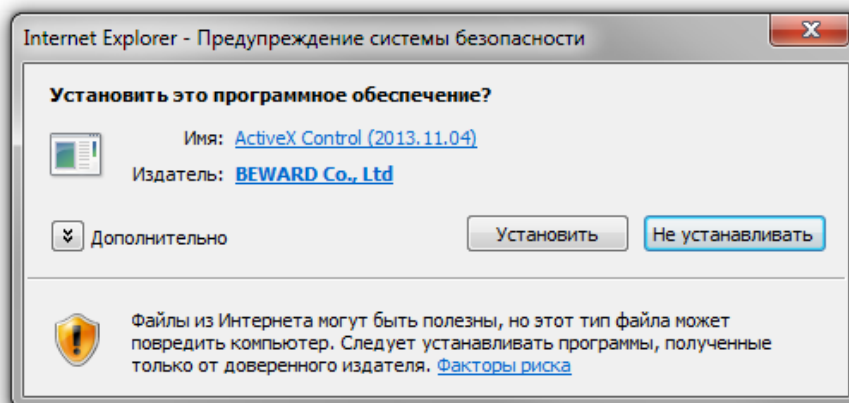 Internet Explorer - Предупреждение системы безопасности
Установить это программное обеспечение?
Имя: ActiveX Control (2013.11.04)
Издатель: BEWARD Co., Ltd
Дополнительно
Установить
Не устанавливать
Файлы из Интернета могут быть полезны, но этот тип файла может
повредить компьютер. Следует устанавливать программы, полученные
только от доверенного издателя. Факторы риска